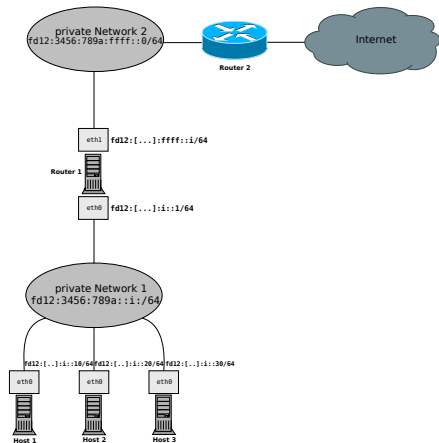 private Network 2
fd12:3456:789a:ffff::0/64
Router 2
Internet
eth1
fd12:[...]:ffff::i/64
Router 1
eth0
fd12:[...]:i::1/64
private Network 1
fd12:3456:789a::i:/64
fd12:[..]:i::10/64
fd12:[..]:i::20/64
fd12:[..]:i::30/64
eth0
eth0
eth0
Host 1
Host 2
Host 3